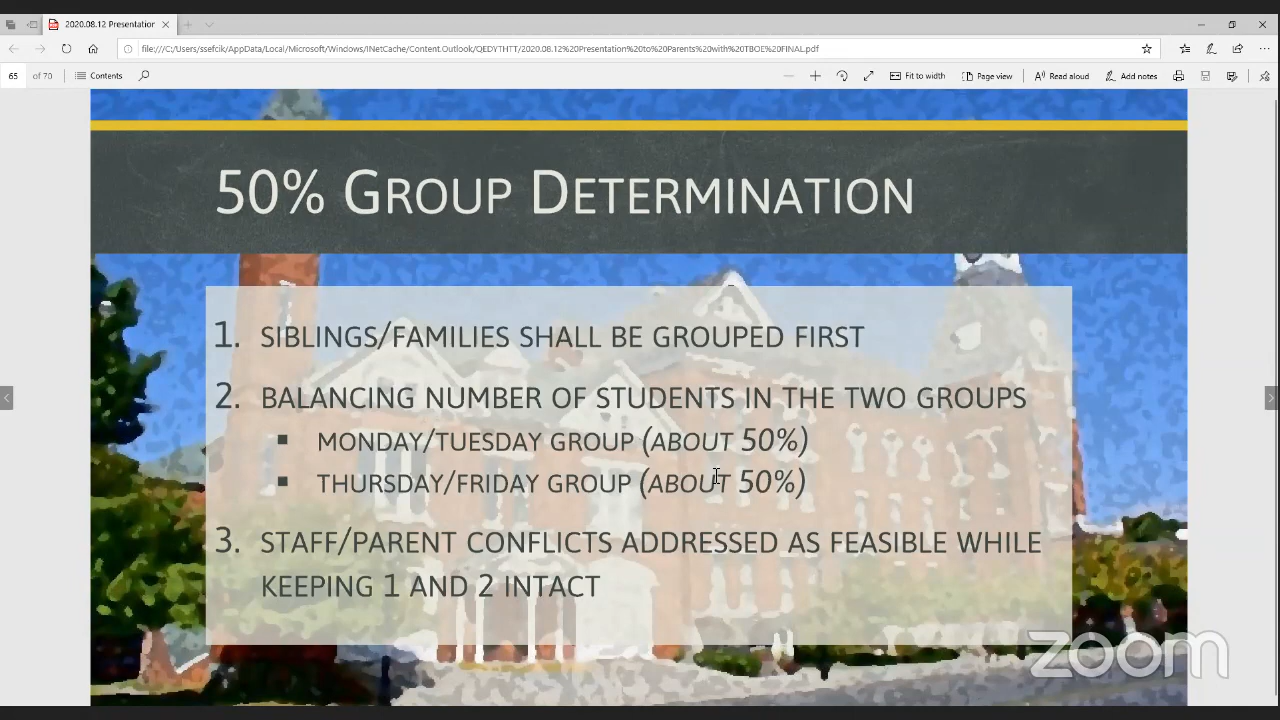 2020.08.12 Presentation
file:///C:/Users/ssefcik/AppData/Local/Microsoft/Windows/INetCache/Content.Outlook/QEDYTHTT/2020.08.12%20Presentation%20to%20Parents%20with%20TBOE%20FINAL.pdf
65 of 70 Contents Fit to width Page view Read aloud Add notes
50% GROUP DETERMINATION
1. SIBLINGS/FAMILIES SHALL BE GROUPED FIRST
2. BALANCING NUMBER OF STUDENTS IN THE TWO GROUPS
▪ MONDAY/TUESDAY GROUP (ABOUT 50%)
▪ THURSDAY/FRIDAY GROUP (ABOUT 50%)
3. STAFF/PARENT CONFLICTS ADDRESSED AS FEASIBLE WHILE
KEEPING 1 AND 2 INTACT
zoom